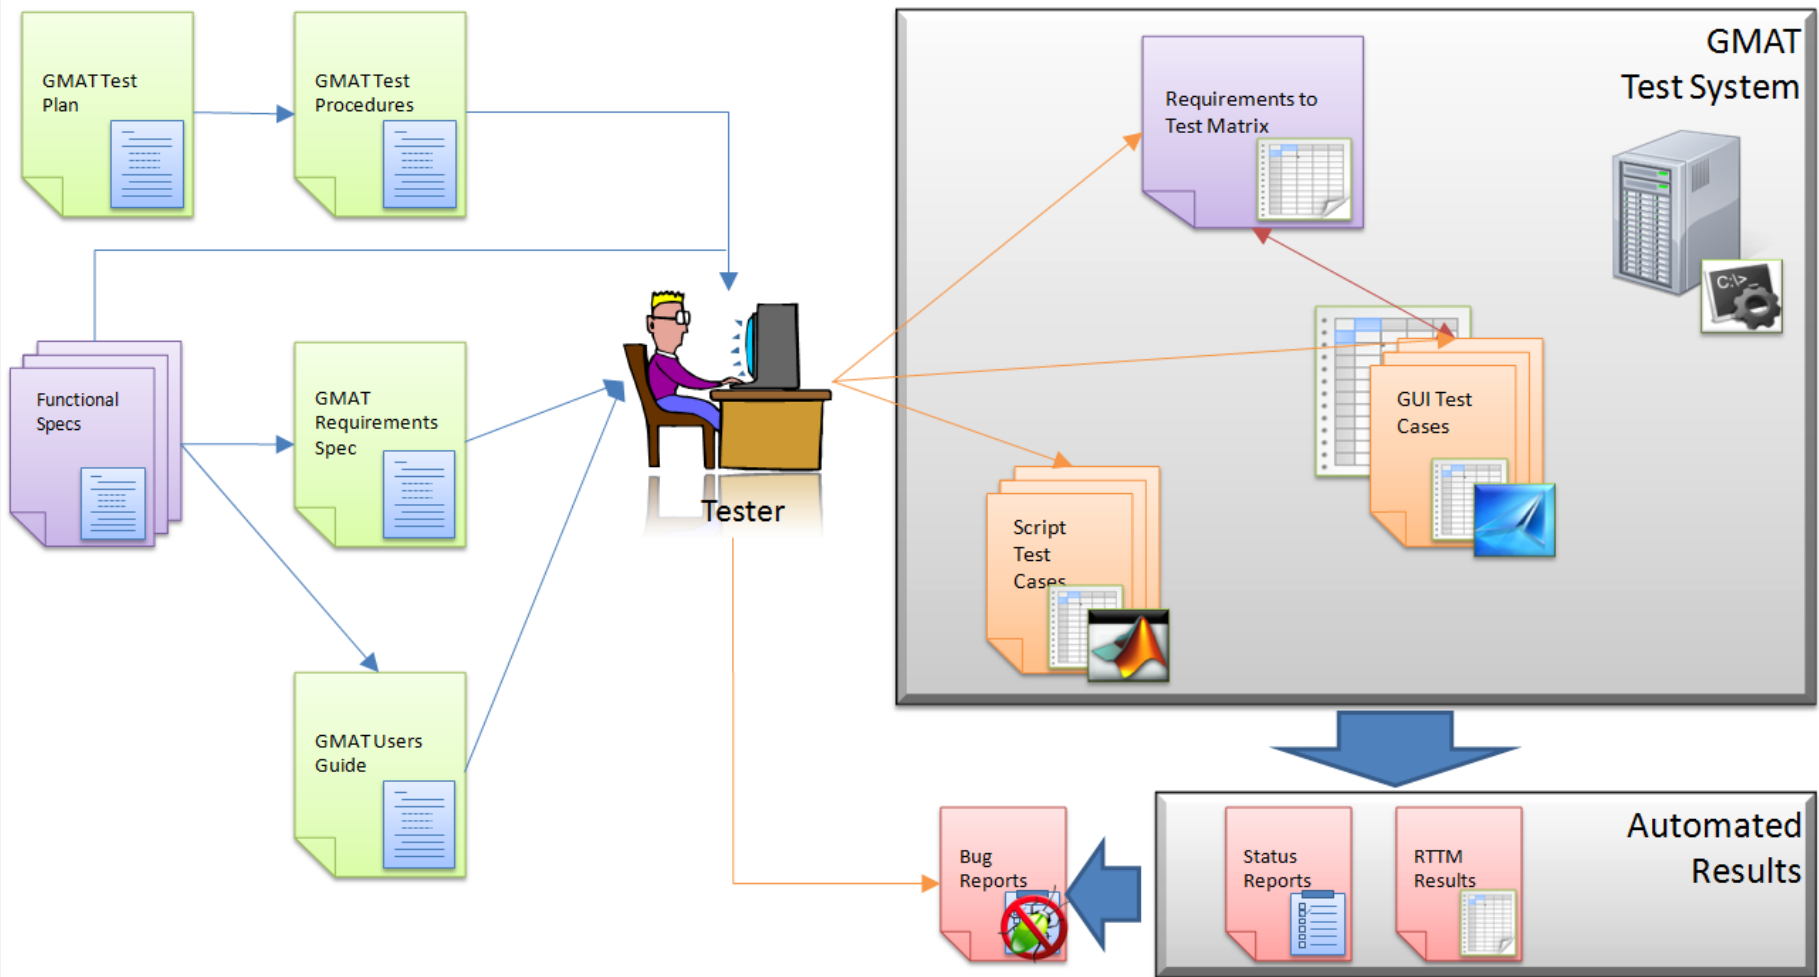 GMAT Test
Plan
GMAT Test
Procedures
Functional
Specs
GMAT
Requirements
Spec
GMAT Users
Guide
Tester
GMAT
Test System
Requirements to
Test Matrix
C:\>_
GUI Test
Cases
Script
Test
Cases
Bug
Reports
Automated
Results
Status
Reports
RTTM
Results